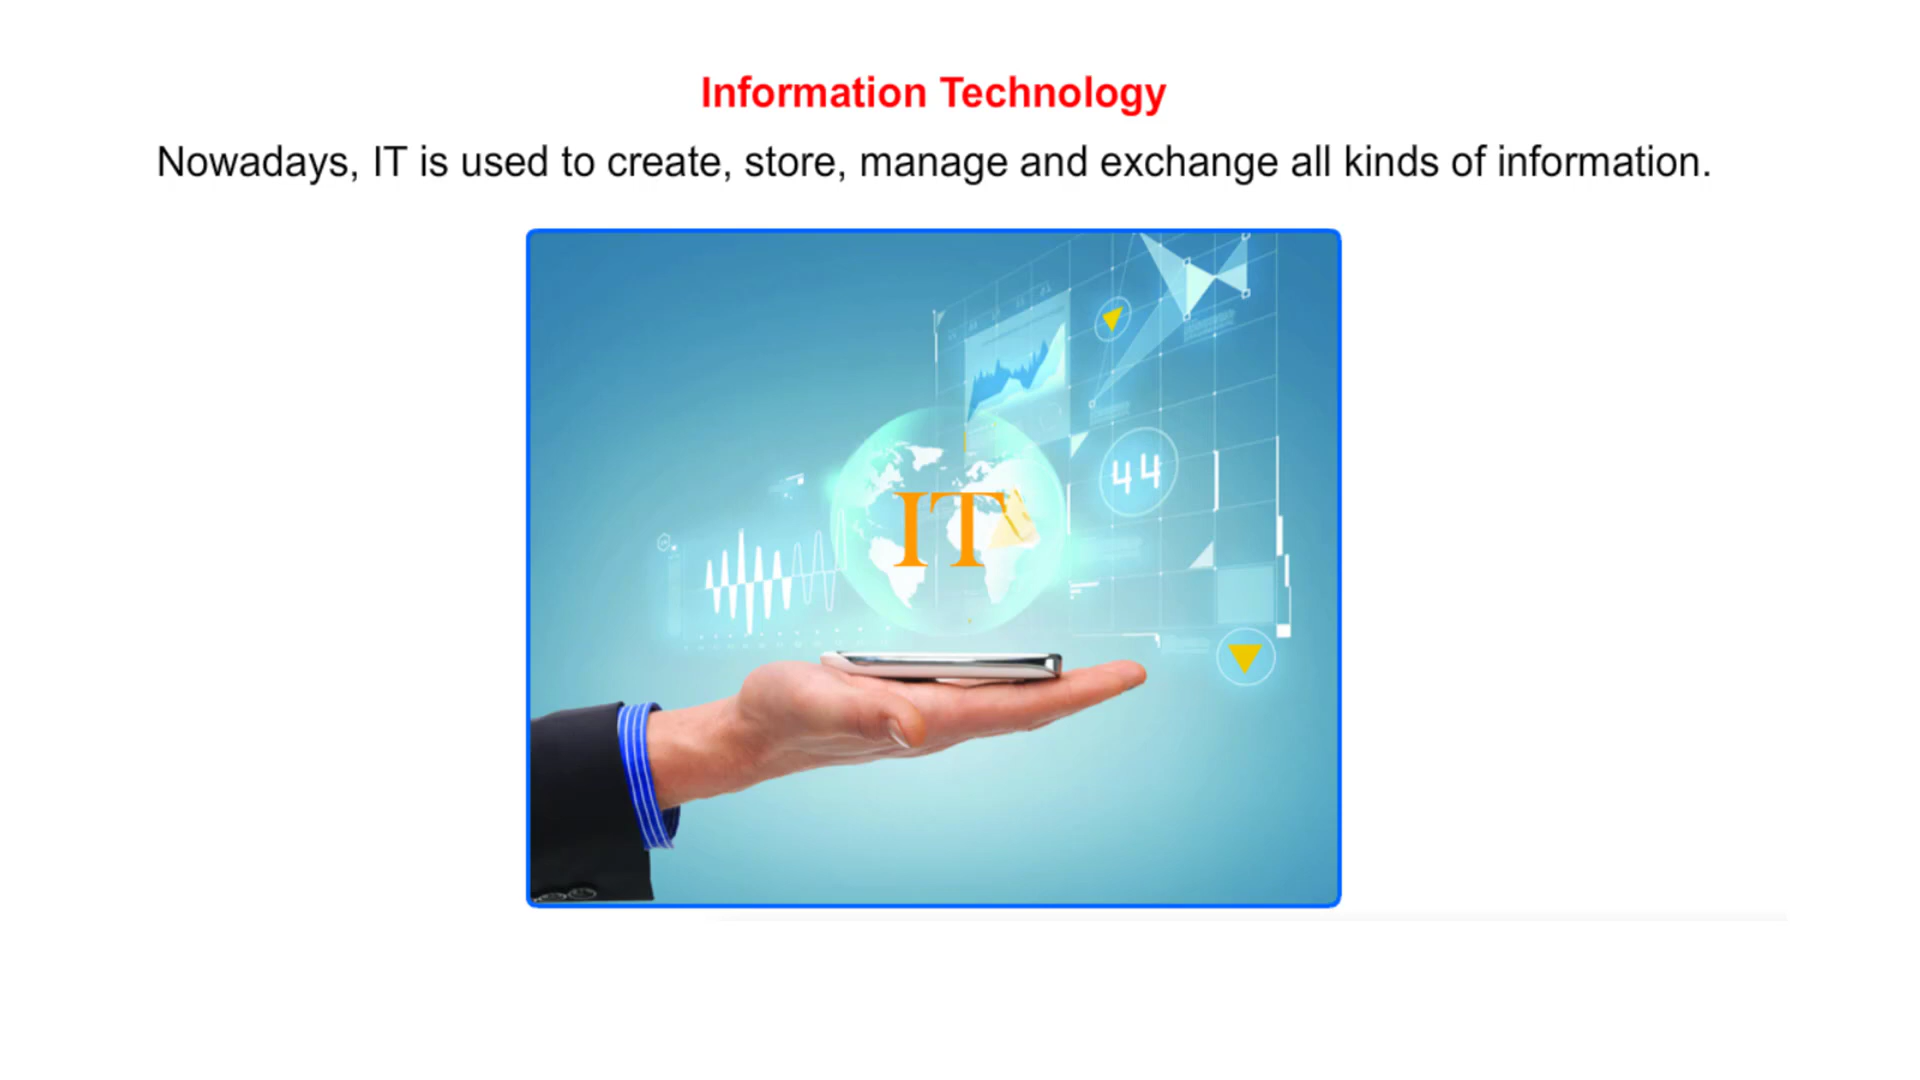 Information Technology
Nowadays, IT is used to create, store, manage and exchange all kinds of information.
44
IT